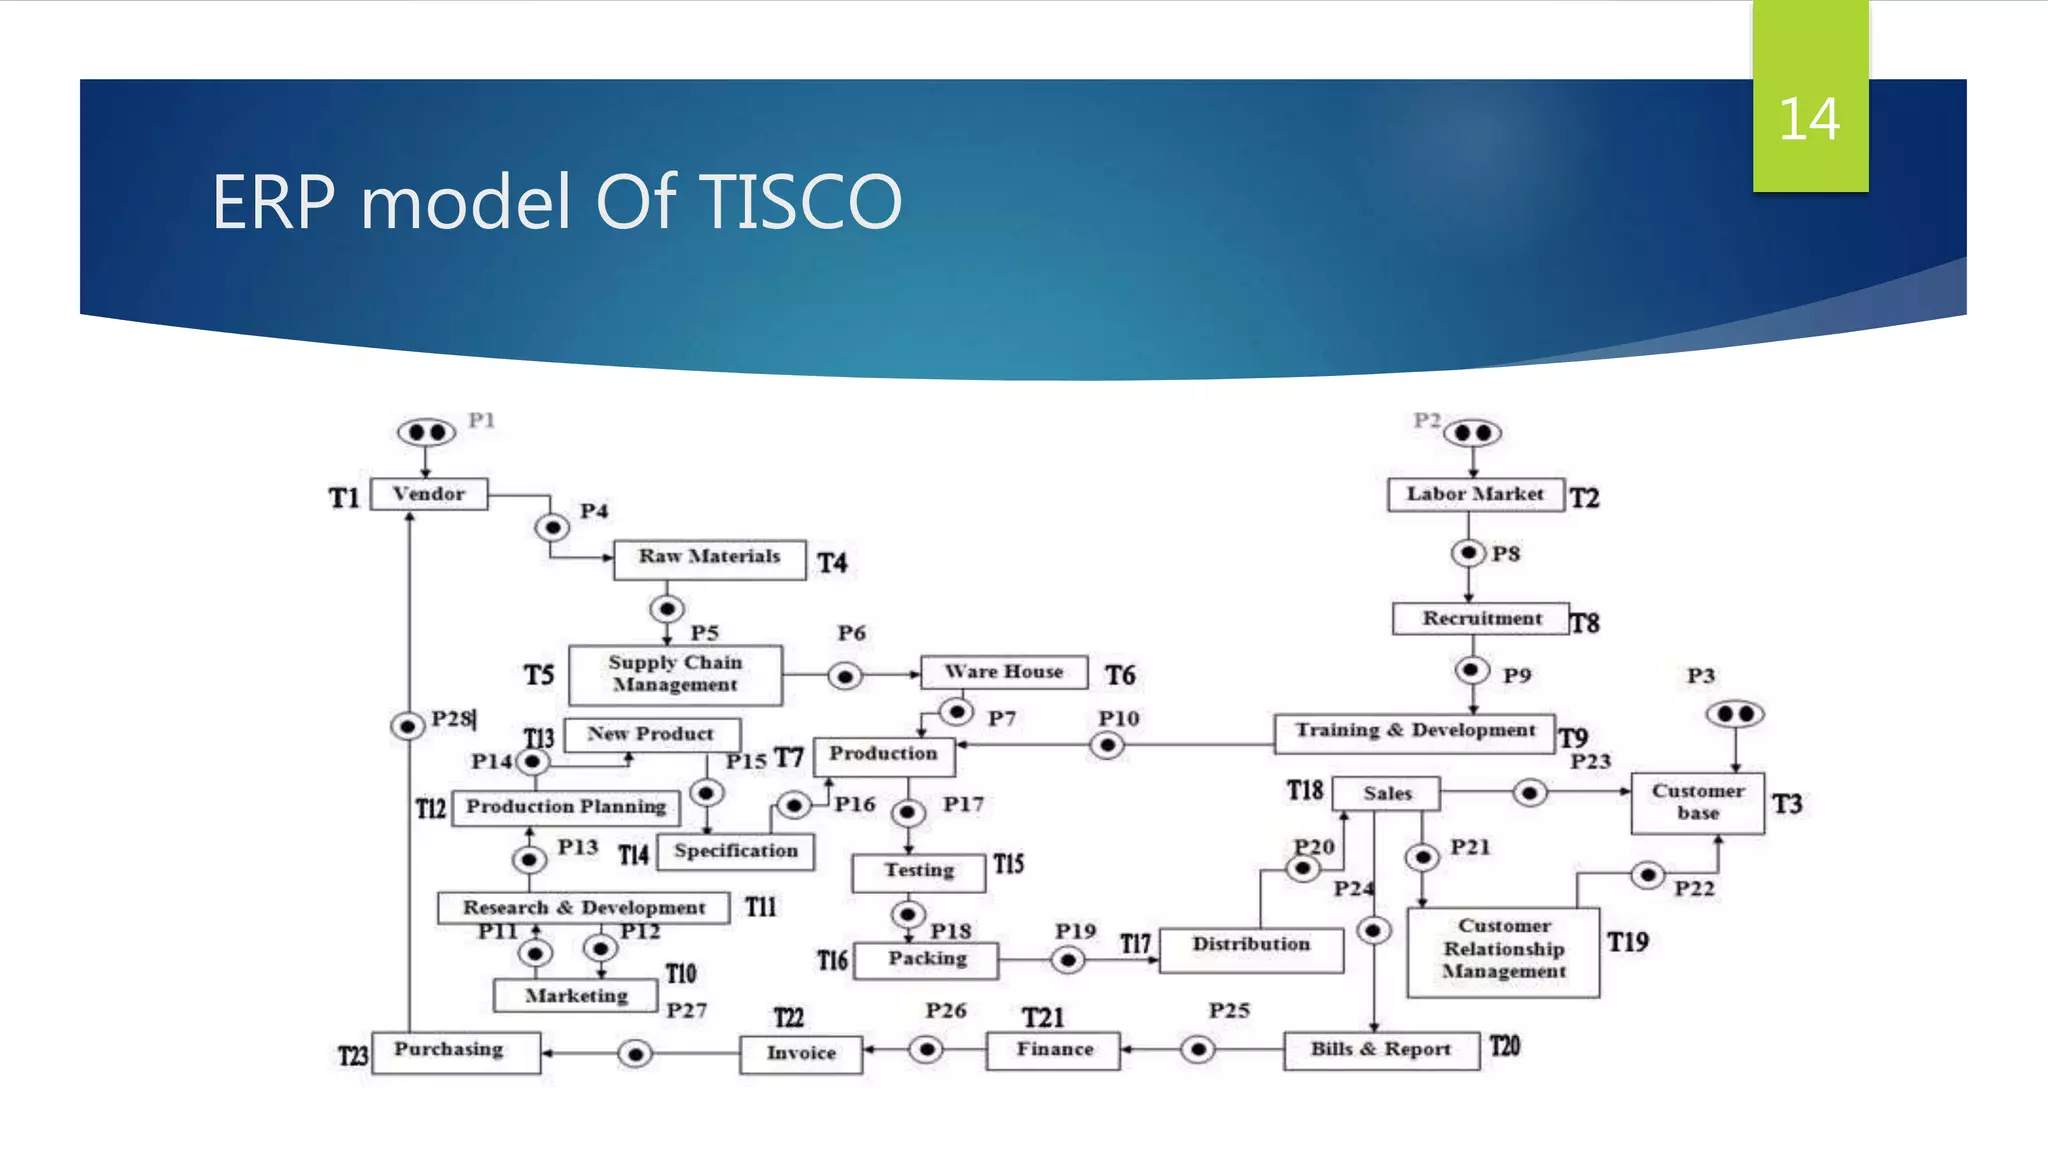 14
ERP model Of TISCO
P1
P2
T1
Vendor
Labor Market
T2
P4
Raw Materials
T4
P8
Recruitment
T8
P5
P6
T5
Supply Chain
Management
Ware House
T6
P9
P3
P28
T13
New Product
P7
P10
Training & Development
T9
P14
P15
T7
Production
P23
T12
Production Planning
P16
P17
T18
Sales
Customer
base
T3
P13
T14
Specification
Testing
T15
P20
P21
P24
P22
Research & Development
T11
P11
P12
P18
P19
T16
Packing
T17
Distribution
Customer
Relationship
Management
T19
T10
Marketing
P27
T22
P26
T21
P25
T23
Purchasing
Invoice
Finance
Bills & Report
T20